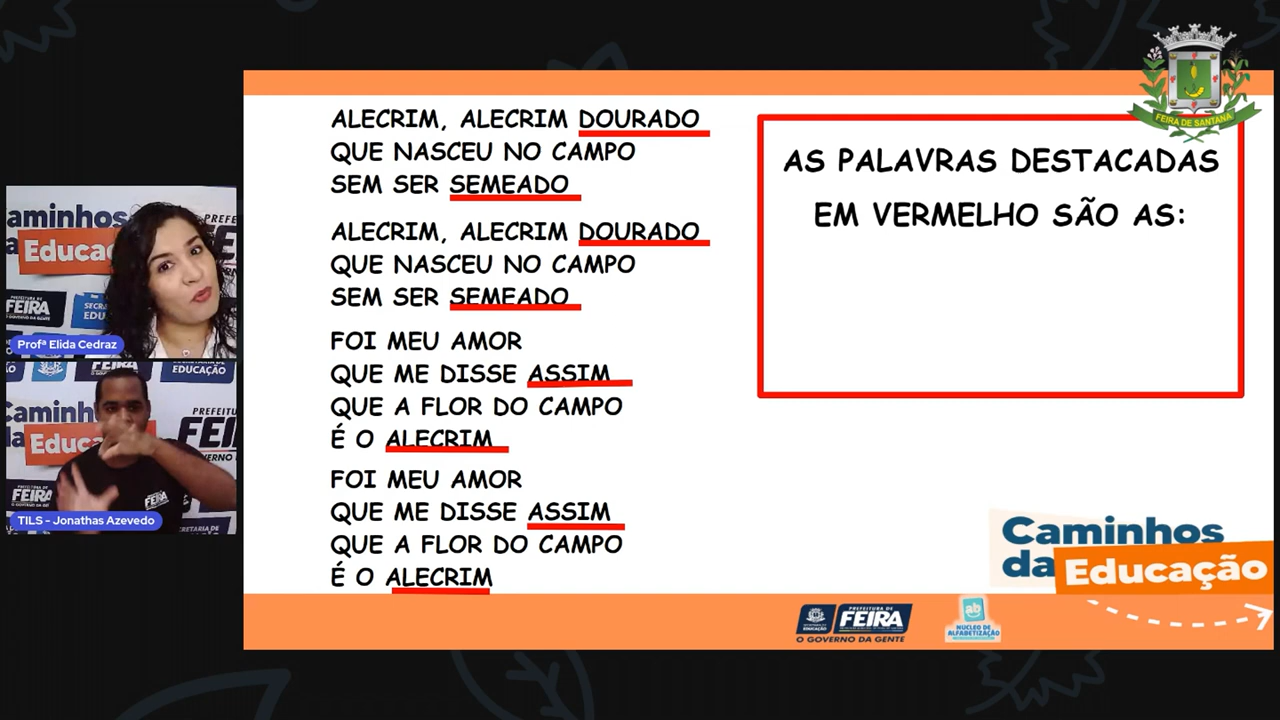 ALECRIM, ALECRIM DOURADO
QUE NASCEU NO CAMPO
SEM SER SEMEADO
ALECRIM, ALECRIM DOURADO
QUE NASCEU NO CAMPO
SEM SER SEMEADO
FOI MEU AMOR
QUE ME DISSE ASSIM
QUE A FLOR DO CAMPO
É O ALECRIM
FOI MEU AMOR
QUE ME DISSE ASSIM
QUE A FLOR DO CAMPO
É O ALECRIM
AS PALAVRAS DESTACADAS
EM VERMELHO SÃO AS:
FEIRA DE SANTANA
Profª Elida Cedraz
TILS - Jonathas Azevedo
Caminhos
da Educação
PREFEITURA DE
FEIRA
O GOVERNO DA GENTE
ab
NÚCLEO DE
ALFABETIZAÇÃO